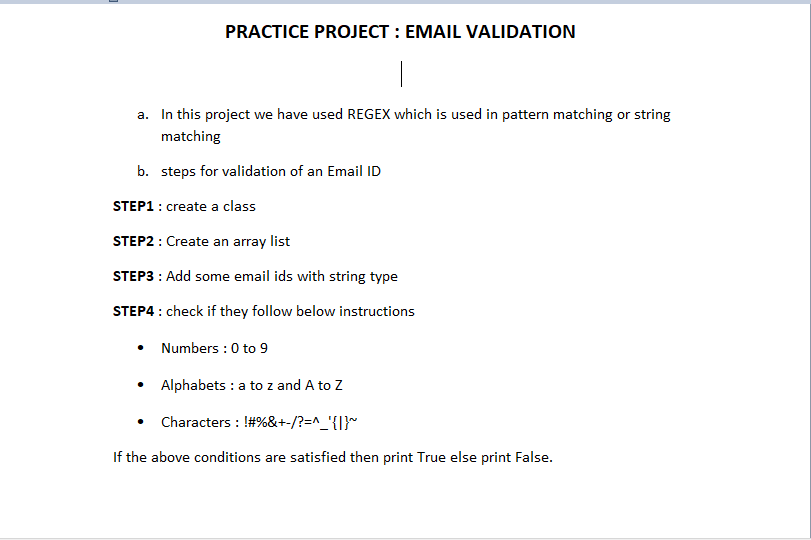 PRACTICE PROJECT : EMAIL VALIDATION
a. In this project we have used REGEX which is used in pattern matching or string
matching
b. steps for validation of an Email ID
STEP1 : create a class
STEP2 : Create an array list
STEP3 : Add some email ids with string type
STEP4 : check if they follow below instructions
• Numbers : 0 to 9
• Alphabets : a to z and A to Z
• Characters : !#%&+-/?=^_'{|}~
If the above conditions are satisfied then print True else print False.